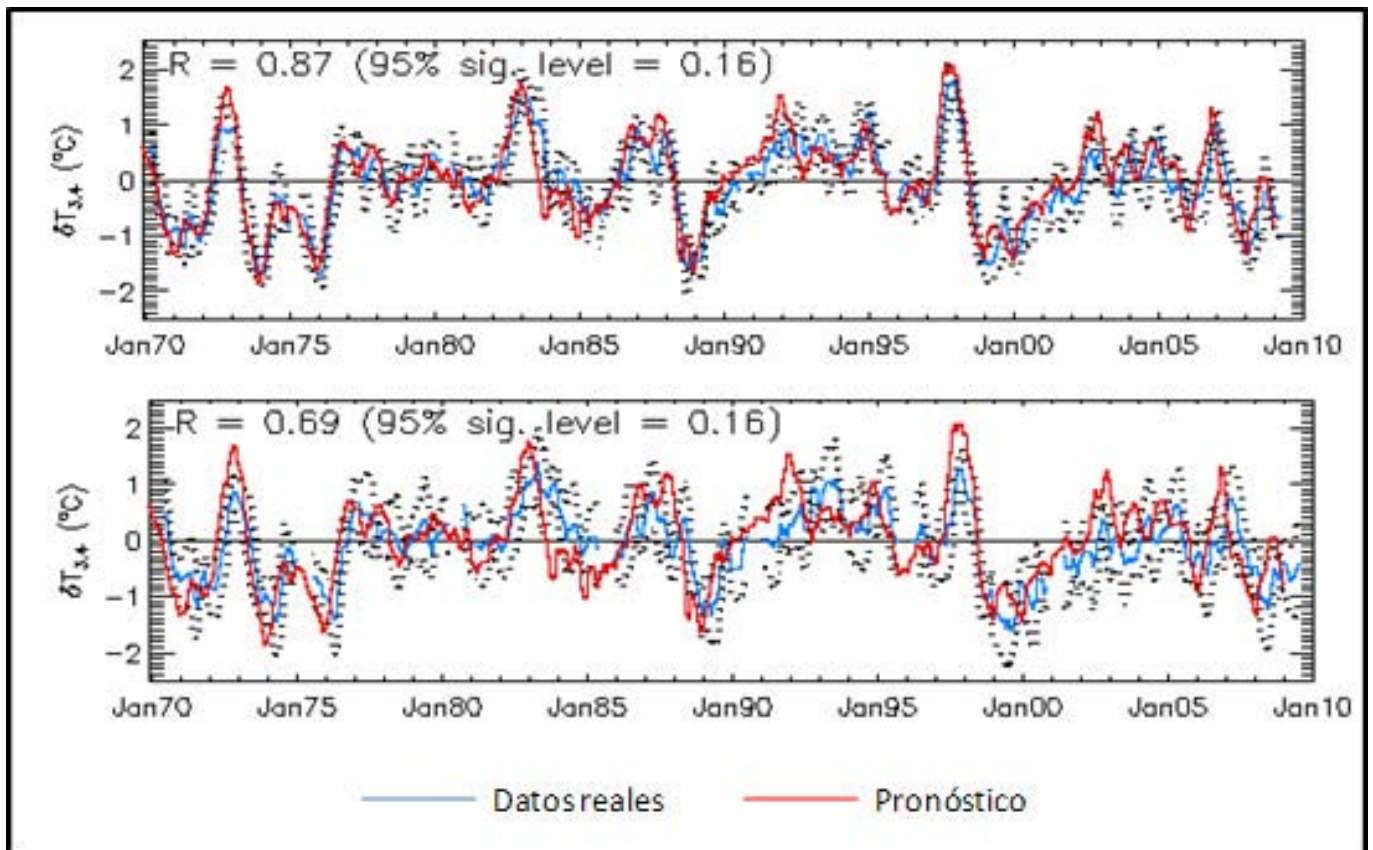 R = 0.87 (95% sig. level = 0.16)
δT3.4 (ºC)
2
1
0
-1
-2
Jan70 Jan75 Jan80 Jan85 Jan90 Jan95 Jan00 Jan05 Jan10
R = 0.69 (95% sig. level = 0.16)
δT3.4 (ºC)
2
1
0
-1
-2
Jan70 Jan75 Jan80 Jan85 Jan90 Jan95 Jan00 Jan05 Jan10
Datos reales Pronóstico